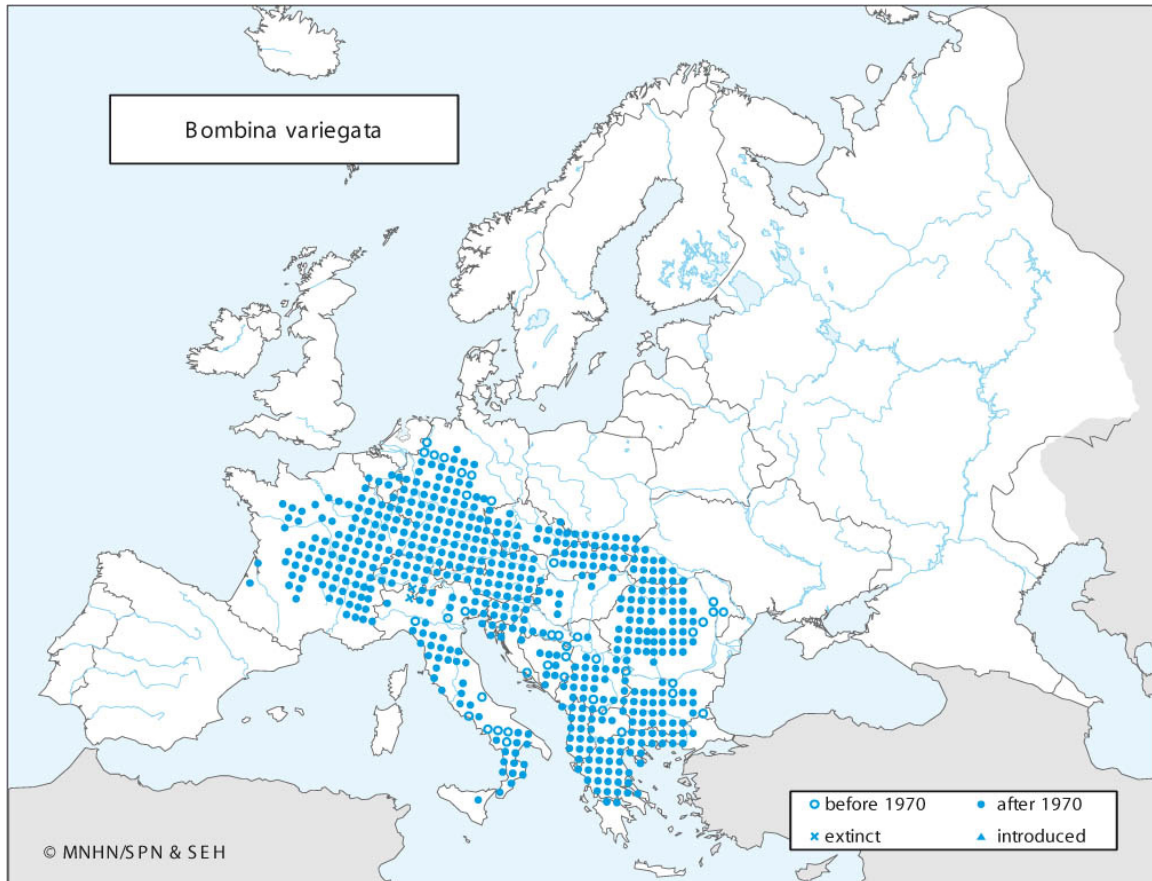 Bombina variegata
before 1970
after 1970
extinct
introduced
© MNHN/SPN & SEH